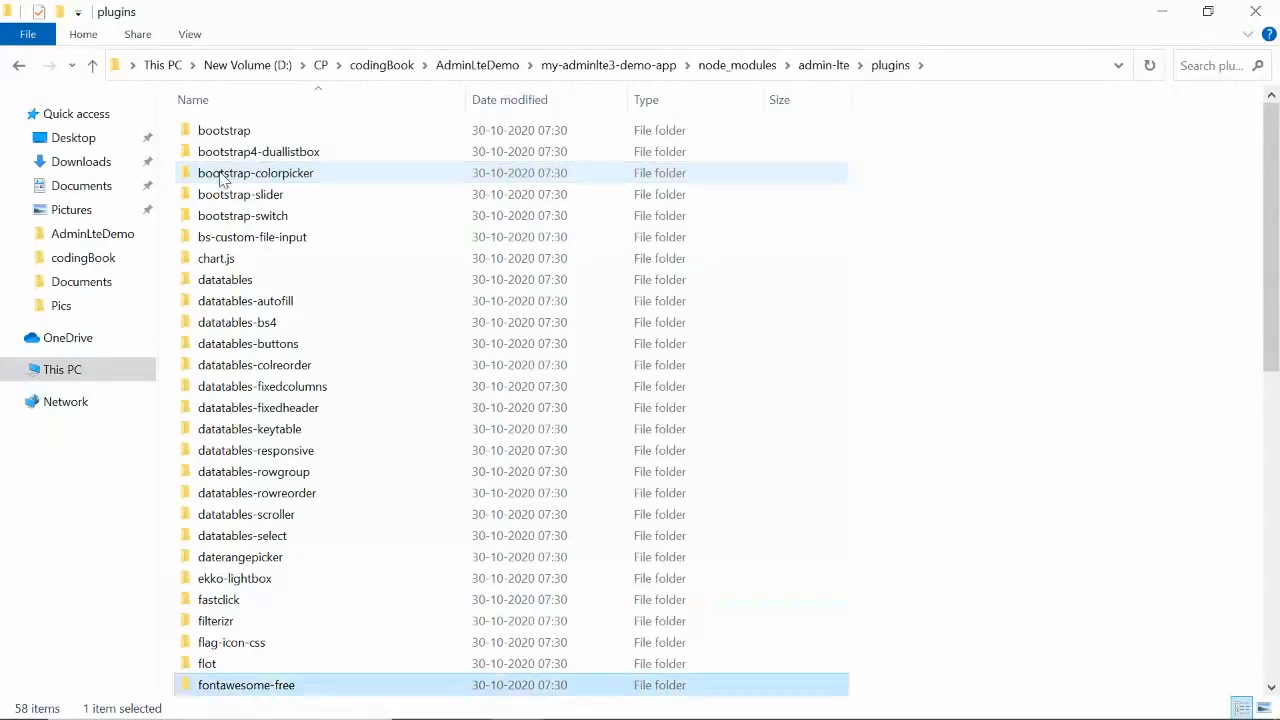 plugins
File Home Share View
This PC New Volume (D:) CP codingBook AdminLteDemo my-adminlte3-demo-app node_modules admin-lte plugins Search plu...
Name Date modified Type Size
Quick access
Desktop
Downloads
Documents
Pictures
AdminLteDemo
codingBook
Documents
Pics
OneDrive
This PC
Network
bootstrap 30-10-2020 07:30 File folder
bootstrap4-duallistbox 30-10-2020 07:30 File folder
bootstrap-colorpicker 30-10-2020 07:30 File folder
bootstrap-slider 30-10-2020 07:30 File folder
bootstrap-switch 30-10-2020 07:30 File folder
bs-custom-file-input 30-10-2020 07:30 File folder
chart.js 30-10-2020 07:30 File folder
datatables 30-10-2020 07:30 File folder
datatables-autofill 30-10-2020 07:30 File folder
datatables-bs4 30-10-2020 07:30 File folder
datatables-buttons 30-10-2020 07:30 File folder
datatables-colreorder 30-10-2020 07:30 File folder
datatables-fixedcolumns 30-10-2020 07:30 File folder
datatables-fixedheader 30-10-2020 07:30 File folder
datatables-keytable 30-10-2020 07:30 File folder
datatables-responsive 30-10-2020 07:30 File folder
datatables-rowgroup 30-10-2020 07:30 File folder
datatables-rowreorder 30-10-2020 07:30 File folder
datatables-scroller 30-10-2020 07:30 File folder
datatables-select 30-10-2020 07:30 File folder
daterangepicker 30-10-2020 07:30 File folder
ekko-lightbox 30-10-2020 07:30 File folder
fastclick 30-10-2020 07:30 File folder
filterizr 30-10-2020 07:30 File folder
flag-icon-css 30-10-2020 07:30 File folder
flot 30-10-2020 07:30 File folder
fontawesome-free 30-10-2020 07:30 File folder
58 items 1 item selected